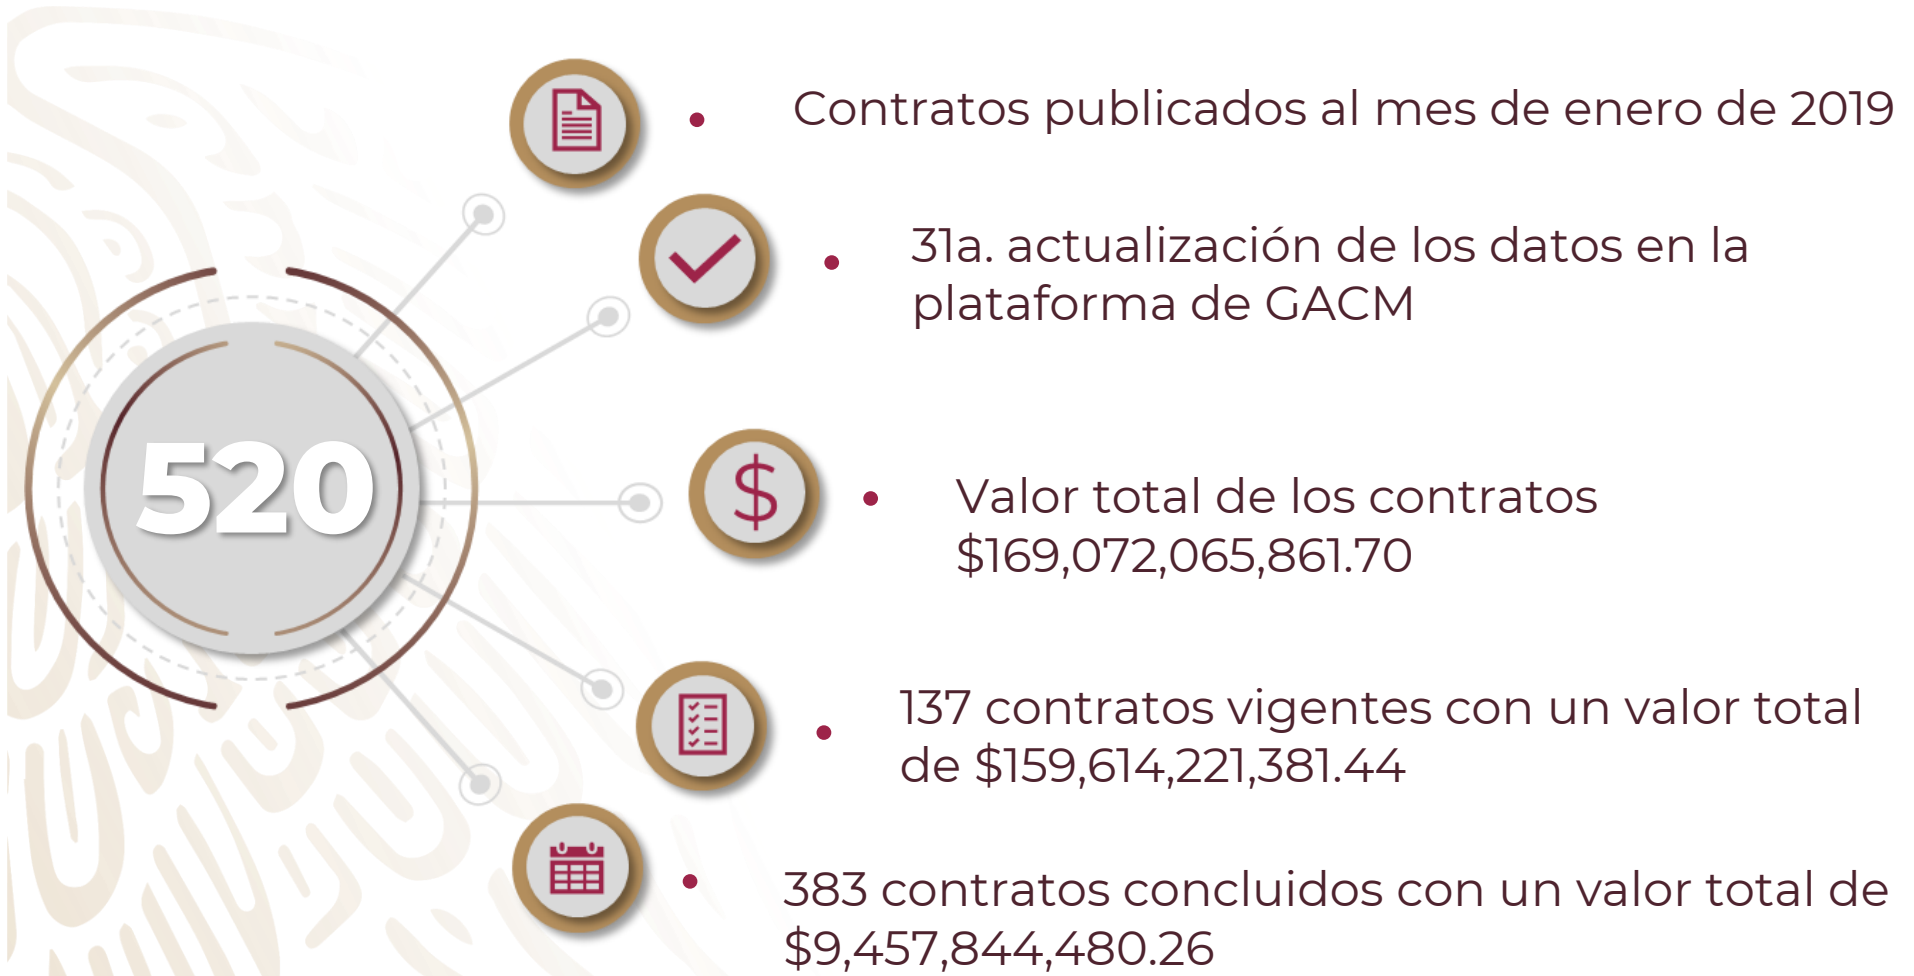 520
• Contratos publicados al mes de enero de 2019
• 31a. actualización de los datos en la
plataforma de GACM
$
• Valor total de los contratos
$169,072,065,861.70
• 137 contratos vigentes con un valor total
de $159,614,221,381.44
• 383 contratos concluidos con un valor total de
$9,457,844,480.26